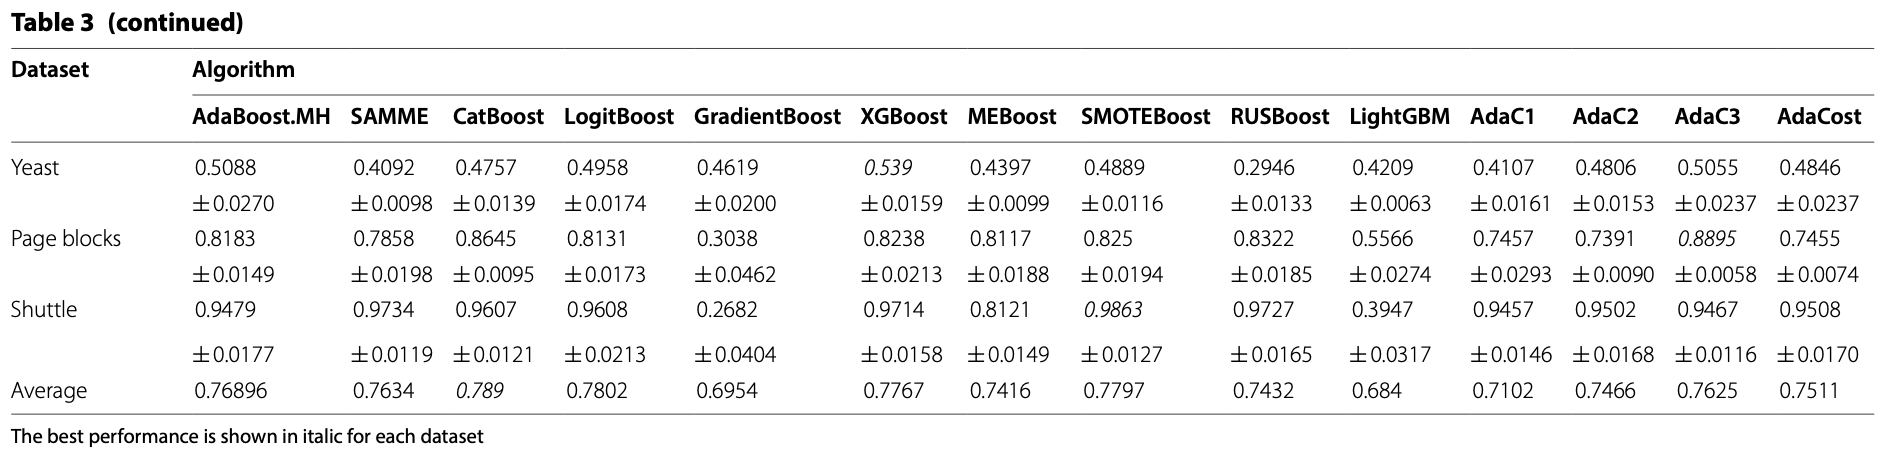 Table 3 (continued)
Dataset Algorithm
AdaBoost.MH SAMME CatBoost LogitBoost GradientBoost XGBoost MEBoost SMOTEBoost RUSBoost LightGBM AdaC1 AdaC2 AdaC3 AdaCost
Yeast 0.5088 0.4092 0.4757 0.4958 0.4619 0.539 0.4397 0.4889 0.2946 0.4209 0.4107 0.4806 0.5055 0.4846
±0.0270 ±0.0098 ±0.0139 ±0.0174 ±0.0200 ±0.0159 ±0.0099 ±0.0116 ±0.0133 ±0.0063 ±0.0161 ±0.0153 ±0.0237 ±0.0237
Page blocks 0.8183 0.7858 0.8645 0.8131 0.3038 0.8238 0.8117 0.825 0.8322 0.5566 0.7457 0.7391 0.8895 0.7455
±0.0149 ±0.0198 ±0.0095 ±0.0173 ±0.0462 ±0.0213 ±0.0188 ±0.0194 ±0.0185 ±0.0274 ±0.0293 ±0.0090 ±0.0058 ±0.0074
Shuttle 0.9479 0.9734 0.9607 0.9608 0.2682 0.9714 0.8121 0.9863 0.9727 0.3947 0.9457 0.9502 0.9467 0.9508
±0.0177 ±0.0119 ±0.0121 ±0.0213 ±0.0404 ±0.0158 ±0.0149 ±0.0127 ±0.0165 ±0.0317 ±0.0146 ±0.0168 ±0.0116 ±0.0170
Average 0.76896 0.7634 0.789 0.7802 0.6954 0.7767 0.7416 0.7797 0.7432 0.684 0.7102 0.7466 0.7625 0.7511
The best performance is shown in italic for each dataset